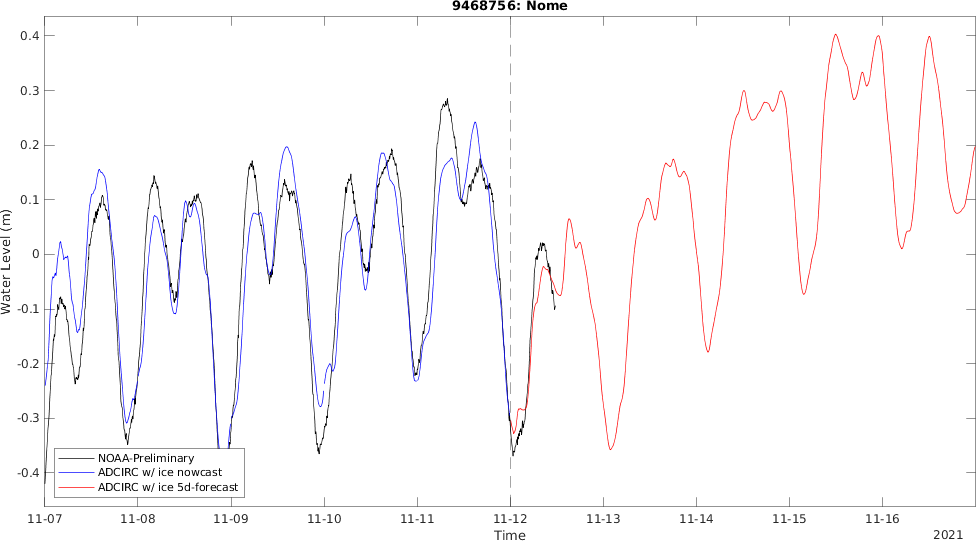 9468756: Nome
0.4
0.3
0.2
0.1
0
-0.1
-0.2
-0.3
-0.4
Water Level (m)
NOAA-Preliminary
ADCIRC w/ ice nowcast
ADCIRC w/ ice 5d-forecast
11-07 11-08 11-09 11-10 11-11 11-12 11-13 11-14 11-15 11-16
Time
2021